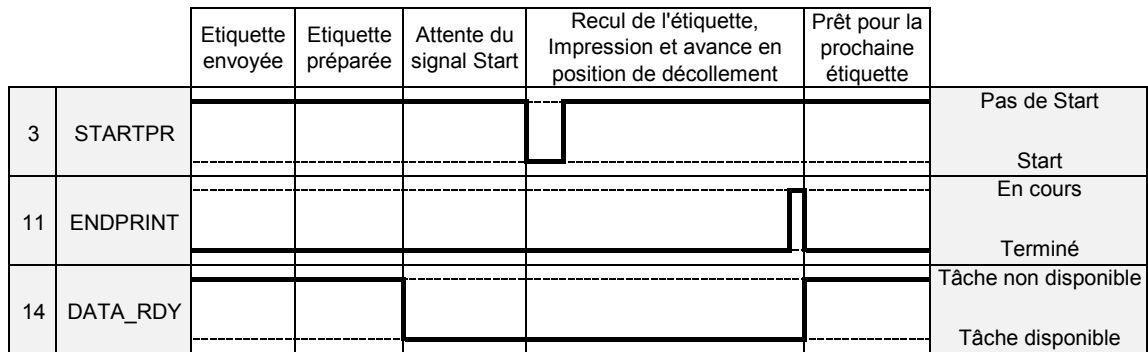 Etiquette
envoyée
Etiquette
préparée
Attente du
signal Start
Recul de l'étiquette,
Impression et avance en
position de décollement
Prêt pour la
prochaine
étiquette
3
STARTPR
Pas de Start
Start
11
ENDPRINT
En cours
Terminé
14
DATA_RDY
Tâche non disponible
Tâche disponible